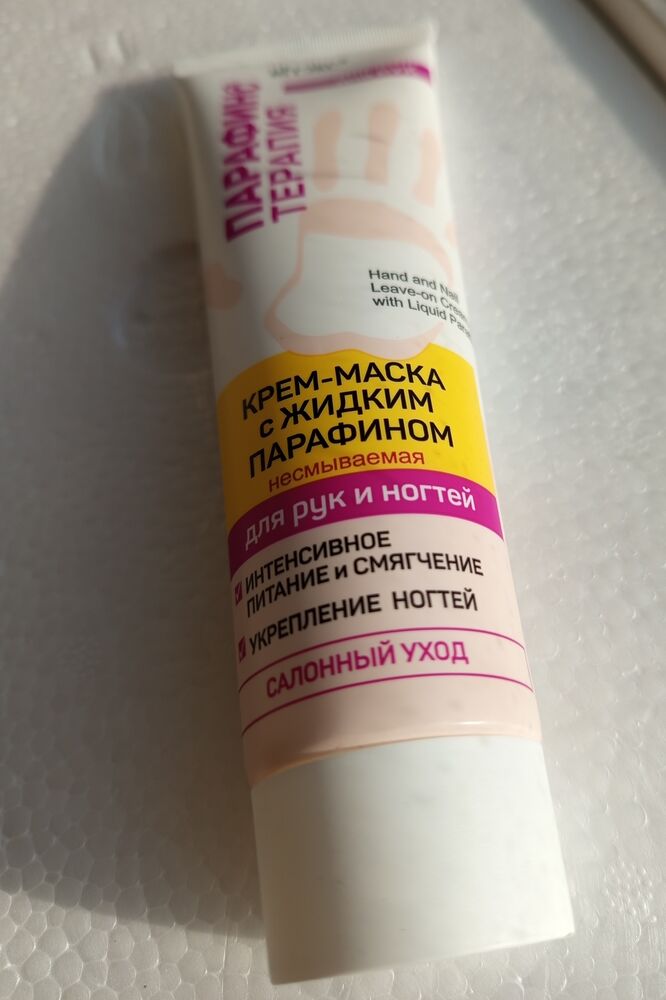 ПАРАФИНО
ТЕРАПИЯ
Hand and Nail
Leave-on
with Liquid
КРЕМ-МАСКА
с ЖИДКИМ
ПАРАФИНОМ
несмываемая
для рук и ногтей
ИНТЕНСИВНОЕ
ПИТАНИЕ и СМЯГЧЕНИЕ
УКРЕПЛЕНИЕ НОГТЕЙ
САЛОННЫЙ УХОД